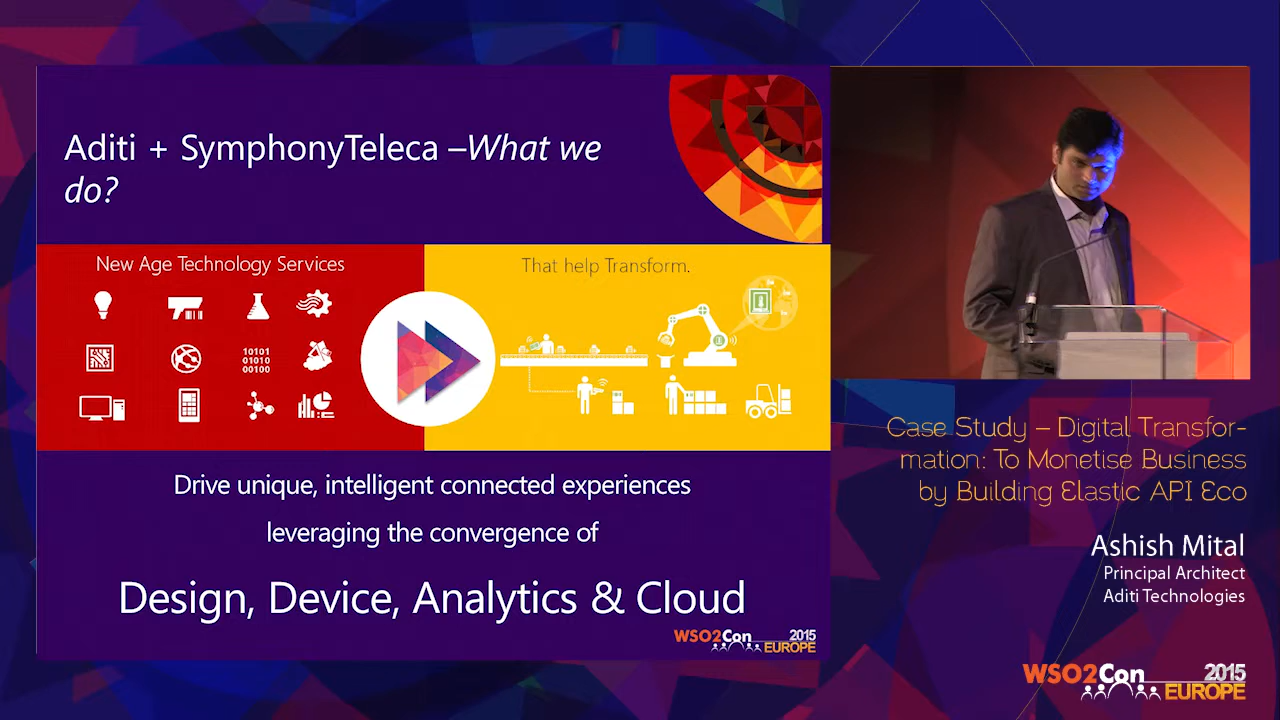 Aditi + SymphonyTeleca –What we
do?
New Age Technology Services
That help Transform.
10101
01010
00100
Drive unique, intelligent connected experiences
leveraging the convergence of
Design, Device, Analytics & Cloud
WSO2Con 2015
EUROPE
Case Study – Digital Transfor-
mation: To Monetise Business
by Building Elastic API Eco
Ashish Mital
Principal Architect
Aditi Technologies
WSO2Con 2015
EUROPE